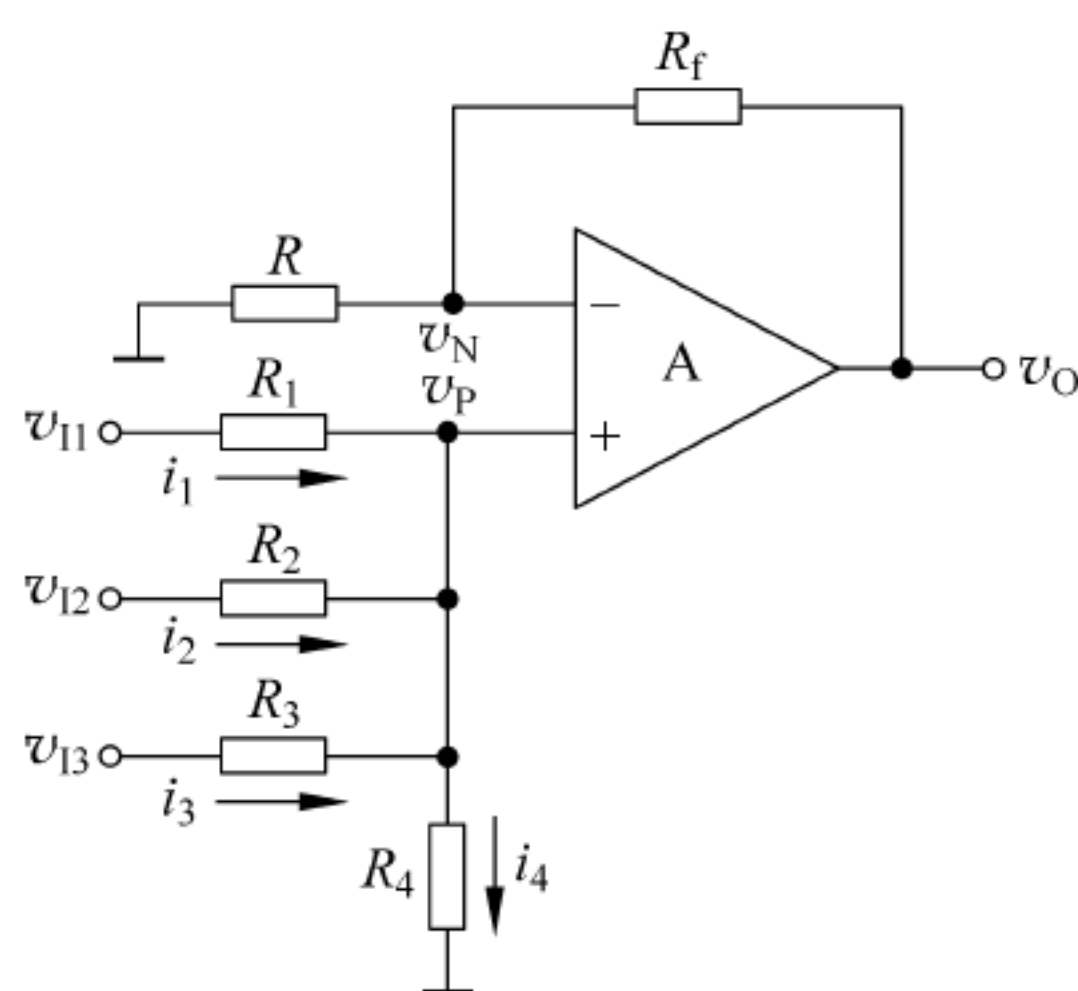 R_f
R
v_N
−
A
v_O
R_1
v_P
v_I1
+
i_1
R_2
v_I2
i_2
R_3
v_I3
i_3
R_4
i_4